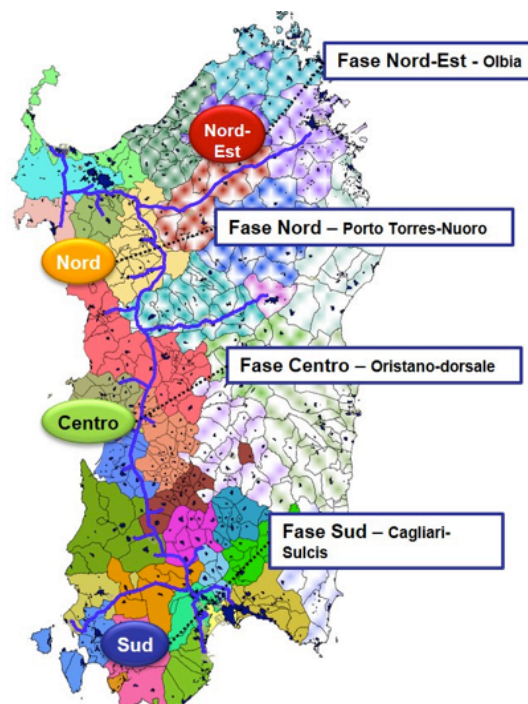 Fase Nord-Est - Olbia
Nord-
Est
Fase Nord – Porto Torres-Nuoro
Nord
Fase Centro – Oristano-dorsale
Centro
Fase Sud – Cagliari-
Sulcis
Sud